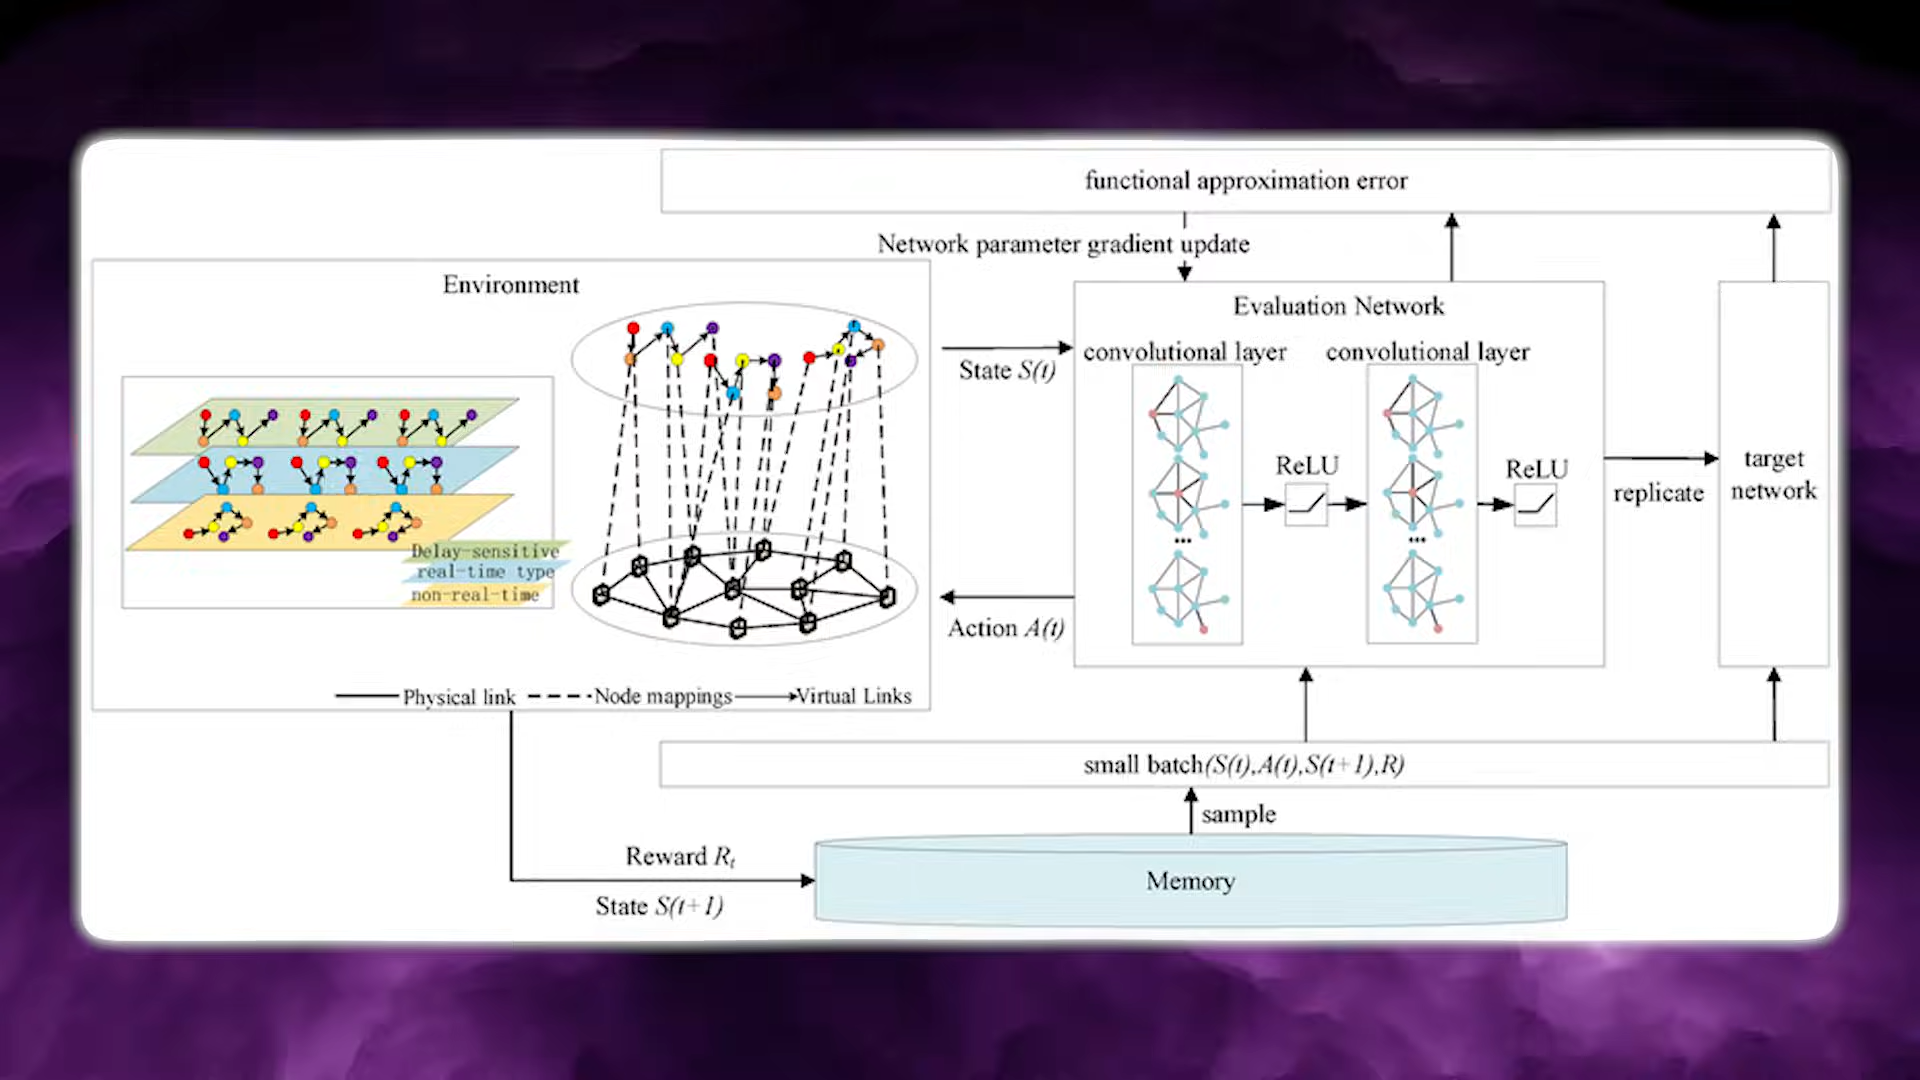 functional approximation error
Network parameter gradient update
Environment
Evaluation Network
convolutional layer
convolutional layer
State S(t)
ReLU
ReLU
...
...
replicate
target
network
Delay-sensitive
real-time type
non-real-time
Action A(t)
Physical link
Node mappings
Virtual Links
small batch(S(t),A(t),S(t+1),R)
sample
Reward Rt
Memory
State S(t+1)